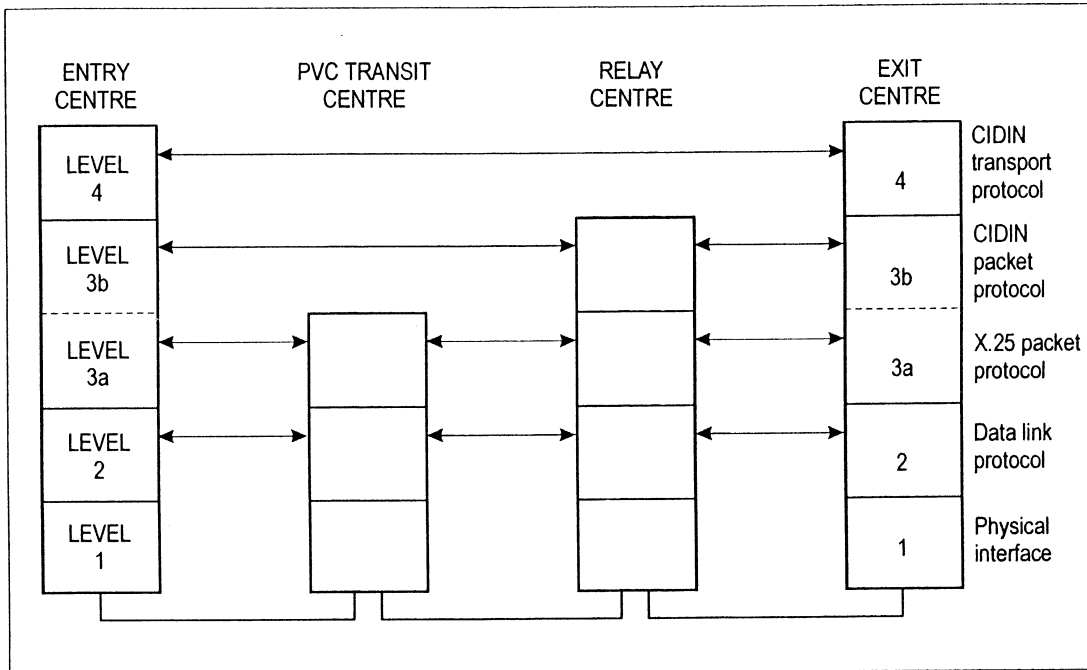 ENTRY
CENTRE
PVC TRANSIT
CENTRE
RELAY
CENTRE
EXIT
CENTRE
LEVEL
4
4
CIDIN
transport
protocol
LEVEL
3b
3b
CIDIN
packet
protocol
LEVEL
3a
3a
X.25 packet
protocol
LEVEL
2
2
Data link
protocol
LEVEL
1
1
Physical
interface